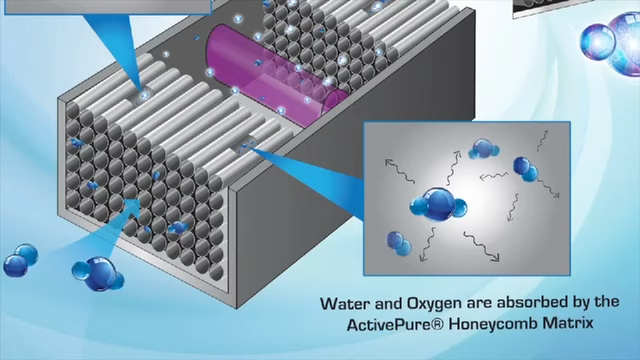 Water and Oxygen are absorbed by the
ActivePure® Honeycomb Matrix